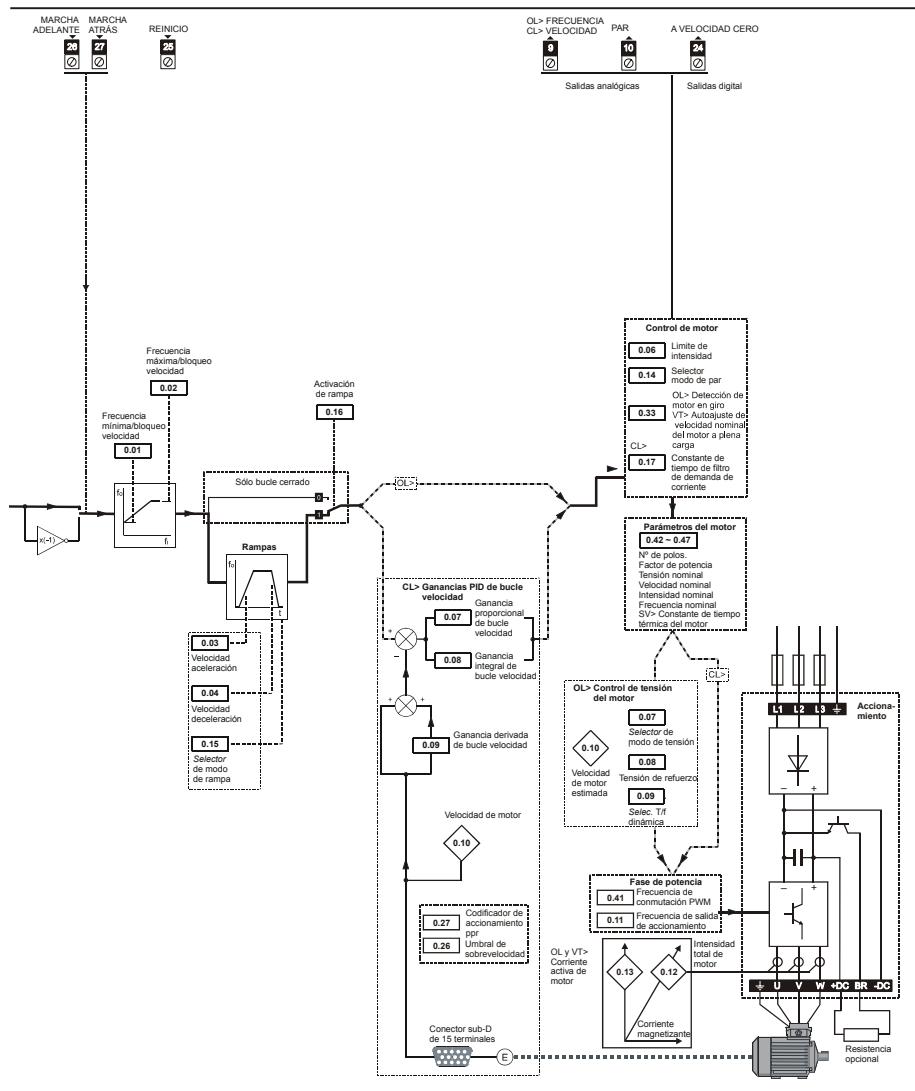 MARCHA
ADELANTE
26
MARCHA
ATRÁS
27
REINICIO
25
OL> FRECUENCIA
CL> VELOCIDAD
9
PAR
10
A VELOCIDAD CERO
24
Salidas analógicas
Salidas digital
Control de motor
0.06
Limite de
intensidad
0.14
Selector
modo de par
0.33
OL> Detección de
motor en giro
VT> Autoajuste de
velocidad nominal
del motor a plena
carga
CL>
0.17
Constante de
tiempo de filtro
de demanda de
corriente
Frecuencia
máxima/bloqueo
velocidad
0.02
Frecuencia
mínima/bloqueo
velocidad
0.01
Activación
de rampa
0.16
Sólo bucle cerrado
0
1
OL>
x(−1)
fo
fi
Rampas
fo
t
Parámetros del motor
0.42 ~ 0.47
Nº de polos.
Factor de potencia
Tensión nominal
Velocidad nominal
Intensidad nominal
Frecuencia nominal
SV> Constante de tiempo
térmica del motor
CL> Ganancias PID de bucle
velocidad
0.07
Ganancia
proporcional
de bucle
velocidad
0.08
Ganancia
integral de
bucle velocidad
+
−
+
+
0.09
Ganancia derivada
de bucle velocidad
0.03
Velocidad
aceleración
0.04
Velocidad
deceleración
0.15
Selector
de modo
de rampa
CL>
OL> Control de tensión
del motor
0.07
Selector de
modo de tensión
0.10
Velocidad
de motor
estimada
0.08
Tensión de refuerzo
0.09
Selec. T/f
dinámica
L1 L2 L3
Acciona-
miento
− +
− +
Velocidad de motor
0.10
Fase de potencia
0.41
Frecuencia de
conmutación PWM
0.11
Frecuencia de salida
de accionamiento
0.27
Codificador de
accionamiento
ppr
0.26
Umbral de
sobrevelocidad
OL y VT>
Corriente
activa de
motor
0.13
0.12
Intensidad
total de
motor
Corriente
magnetizante
U V W +DC BR -DC
Resistencia
opcional
Conector sub-D
de 15 terminales
E